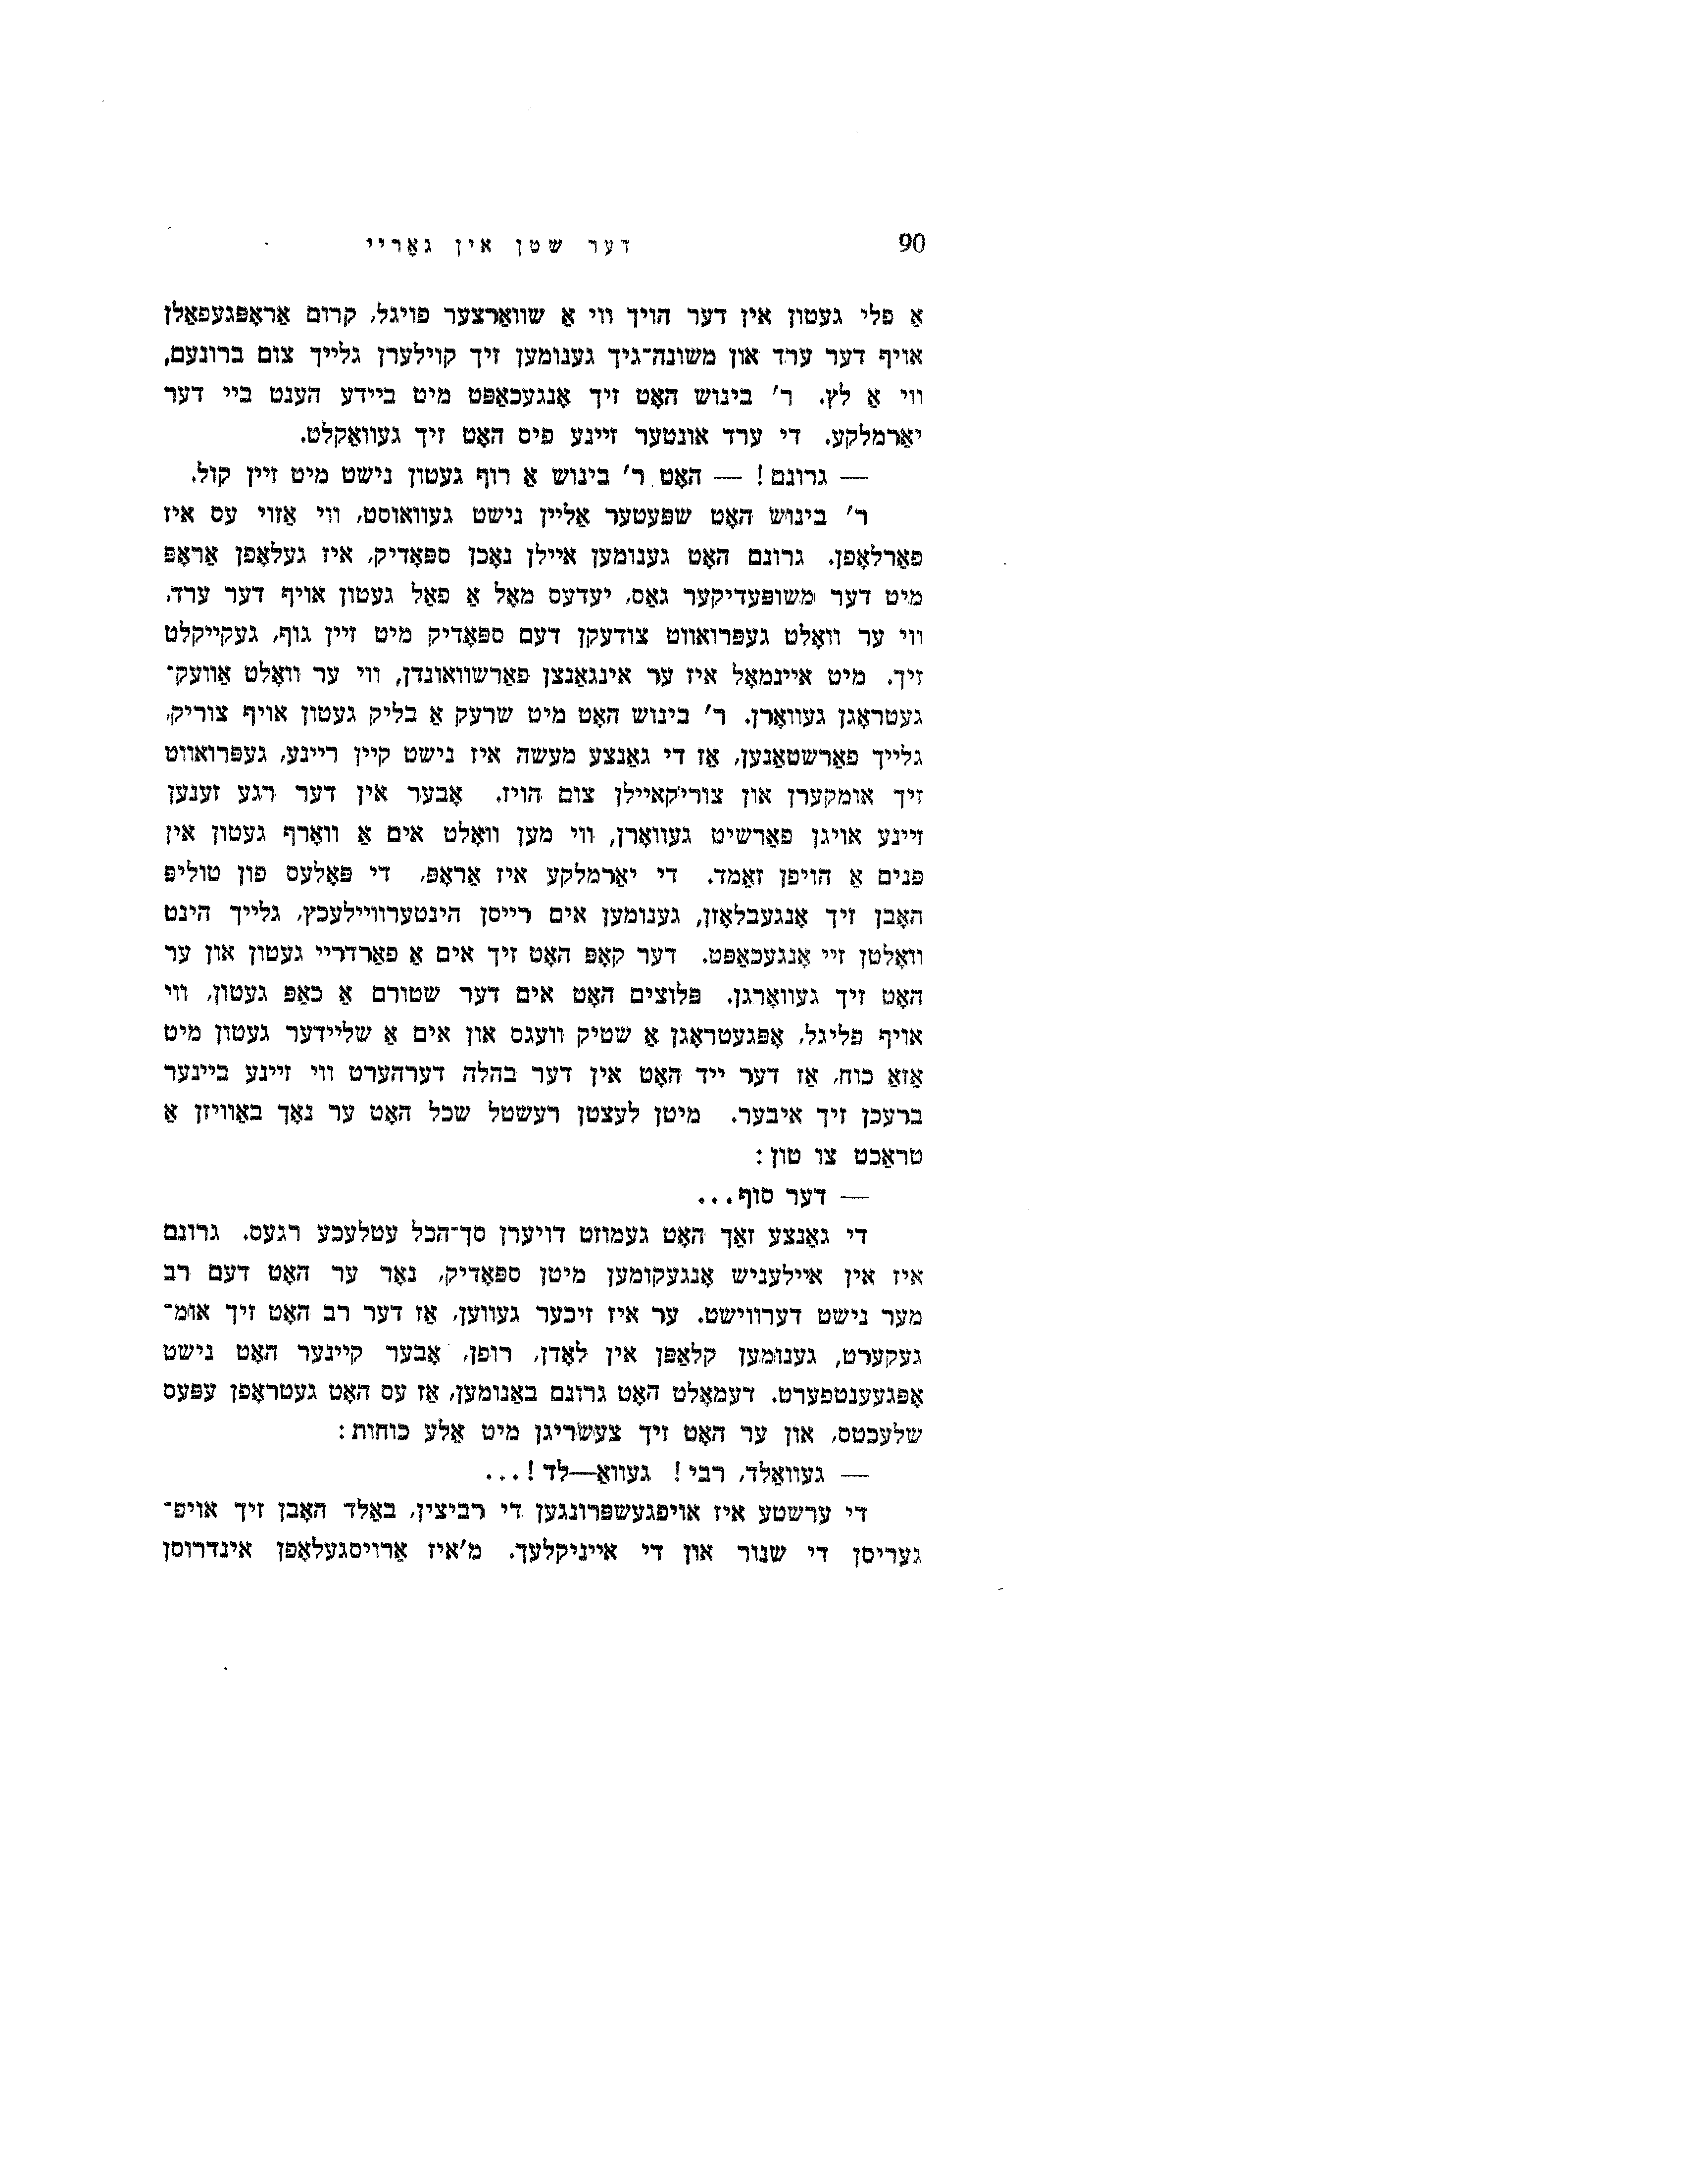 90 דער שטן אין גאָריי
אַ פלי געטון אין דער הויך ווי אַ שוואַרצער פויגל, קרום אַראָפּגעפאַלן
אויף דער ערד און משונה־גיך גענומען זיך קוילערן גלייך צום ברונעם,
ווי אַ לץ. ר' בינוש האָט זיך אָנגעכאַפּט מיט ביידע הענט ביי דער
יאַרמלקע. די ערד אונטער זיינע פיס האָט זיך געוואַקלט.
— גרונם! — האָט ר' בינוש אַ רוף געטון נישט מיט זיין קול.
ר' בינוש האָט שפּעטער אַליין נישט געוואוסט, ווי אַזוי עס איז
פאַרלאָפן. גרונם האָט גענומען איילן נאָכן ספּאָדיק, איז געלאָפן אַראָפּ
מיט דער משופּעדיקער גאַס, יעדעס מאָל אַ פאַל געטון אויף דער ערד,
ווי ער וואָלט געפּרואווט צודעקן דעם ספּאָדיק מיט זיין גוף, געקייקלט
זיך. מיט איינמאָל איז ער אינגאַנצן פאַרשוואונדן, ווי ער וואָלט אַוועק־
געטראָגן געוואָרן. ר' בינוש האָט מיט שרעק אַ בליק געטון אויף צוריק,
גלייך פאַרשטאַנען, אַז די גאַנצע מעשה איז נישט קיין ריינע, געפּרואווט
זיך אומקערן און צוריקאיילן צום הויז. אָבער אין דער רגע זענען
זיינע אויגן פאַרשיט געוואָרן, ווי מען וואָלט אים אַ וואָרף געטון אין
פּנים אַ הויפן זאַמד. די יאַרמלקע איז אַראָפּ, די פּאָלעס פון טוליפּ
האָבן זיך אָנגעבלאָזן, גענומען אים רייסן הינטערוויילעכץ, גלייך הינט
וואָלטן זיי אָנגעכאַפּט. דער קאָפּ האָט זיך אים אַ פאַרדריי געטון און ער
האָט זיך געוואָרגן. פּלוצים האָט אים דער שטורם אַ כאַפּ געטון, ווי
אויף פליגל, אָפּגעטראָגן אַ שטיק וועגס און אים אַ שליידער געטון מיט
אַזאַ כוח, אַז דער ייד האָט אין דער בהלה דערהערט ווי זיינע ביינער
ברעכן זיך איבער. מיטן לעצטן רעשטל שכל האָט ער נאָך באַוויזן אַ
טראַכט צו טון:
— דער סוף...
די גאַנצע זאַך האָט געמוזט דויערן סך־הכל עטלעכע רגעס. גרונם
איז אין איילעניש אָנגעקומען מיטן ספּאָדיק, נאָר ער האָט דעם רב
מער נישט דערווישט. ער איז זיכער געווען, אַז דער רב האָט זיך אומ־
געקערט, גענומען קלאַפּן אין לאָדן, רופן, אָבער קיינער האָט נישט
אָפּגעענטפערט. דעמאָלט האָט גרונם באַנומען, אַז עס האָט געטראָפן עפּעס
שלעכטס, און ער האָט זיך צעשריגן מיט אַלע כוחות:
— געוואַלד, רבי! געוואַ—לד!...
די ערשטע איז אויפגעשפּרונגען די רביצין, באַלד האָבן זיך אויפ־
געריסן די שנור און די אייניקלעך. מ'איז אַרויסגעלאָפן אינדרוסן